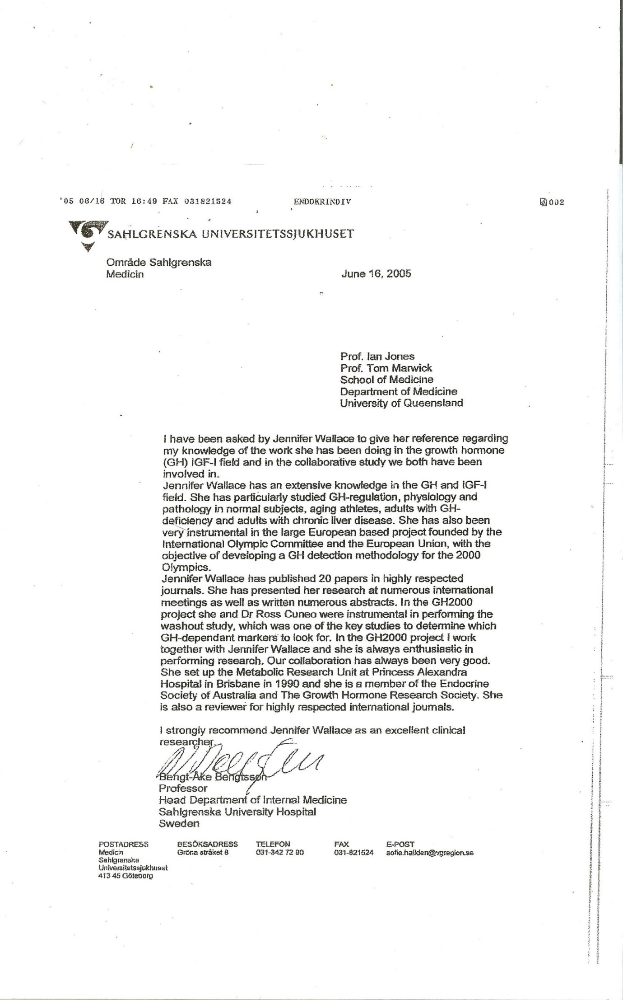 '05 06/16 TOR 16:49 FAX 031821524 ENDOKRINDIV 002
SAHLGRENSKA UNIVERSITETSSJUKHUSET
Område Sahlgrenska
Medicin
June 16, 2005
Prof. Ian Jones
Prof. Tom Marwick
School of Medicine
Department of Medicine
University of Queensland
I have been asked by Jennifer Wallace to give her reference regarding
my knowledge of the work she has been doing in the growth hormone
(GH) IGF-I field and in the collaborative study we both have been
involved in.
Jennifer Wallace has an extensive knowledge in the GH and IGF-I
field. She has particularly studied GH-regulation, physiology and
pathology in normal subjects, aging athletes, adults with GH-
deficiency and adults with chronic liver disease. She has also been
very instrumental in the large European based project founded by the
International Olympic Committee and the European Union, with the
objective of developing a GH detection methodology for the 2000
Olympics.
Jennifer Wallace has published 20 papers in highly respected
journals. She has presented her research at numerous international
meetings as well as written numerous abstracts. In the GH2000
project she and Dr Ross Cuneo were instrumental in performing the
washout study, which was one of the key studies to determine which
GH-dependant markers to look for. In the GH2000 project I work
together with Jennifer Wallace and she is always enthusiastic in
performing research. Our collaboration has always been very good.
She set up the Metabolic Research Unit at Princess Alexandra
Hospital in Brisbane in 1990 and she is a member of the Endocrine
Society of Australia and The Growth Hormone Research Society. She
is also a reviewer for highly respected international journals.
I strongly recommend Jennifer Wallace as an excellent clinical
researcher.
Bengt-Åke Bengtsson
Professor
Head Department of Internal Medicine
Sahlgrenska University Hospital
Sweden
POSTADRESS BESÖKSADRESS TELEFON FAX E-POST
Medicin Gröna stråket 8 031-342 72 90 031-821524 sofie.hallden@vgregion.se
Sahlgrenska
Universitetssjukhuset
413 45 Göteborg